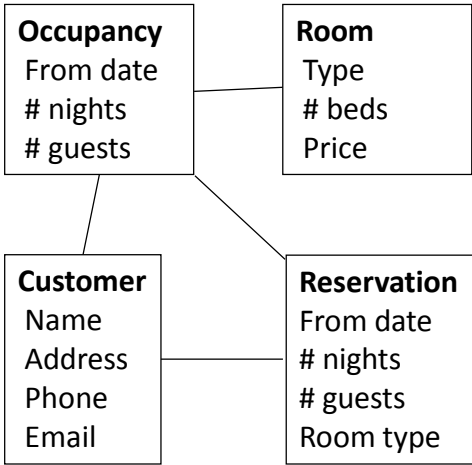 Occupancy
From date
# nights
# guests
Room
Type
# beds
Price
Customer
Name
Address
Phone
Email
Reservation
From date
# nights
# guests
Room type